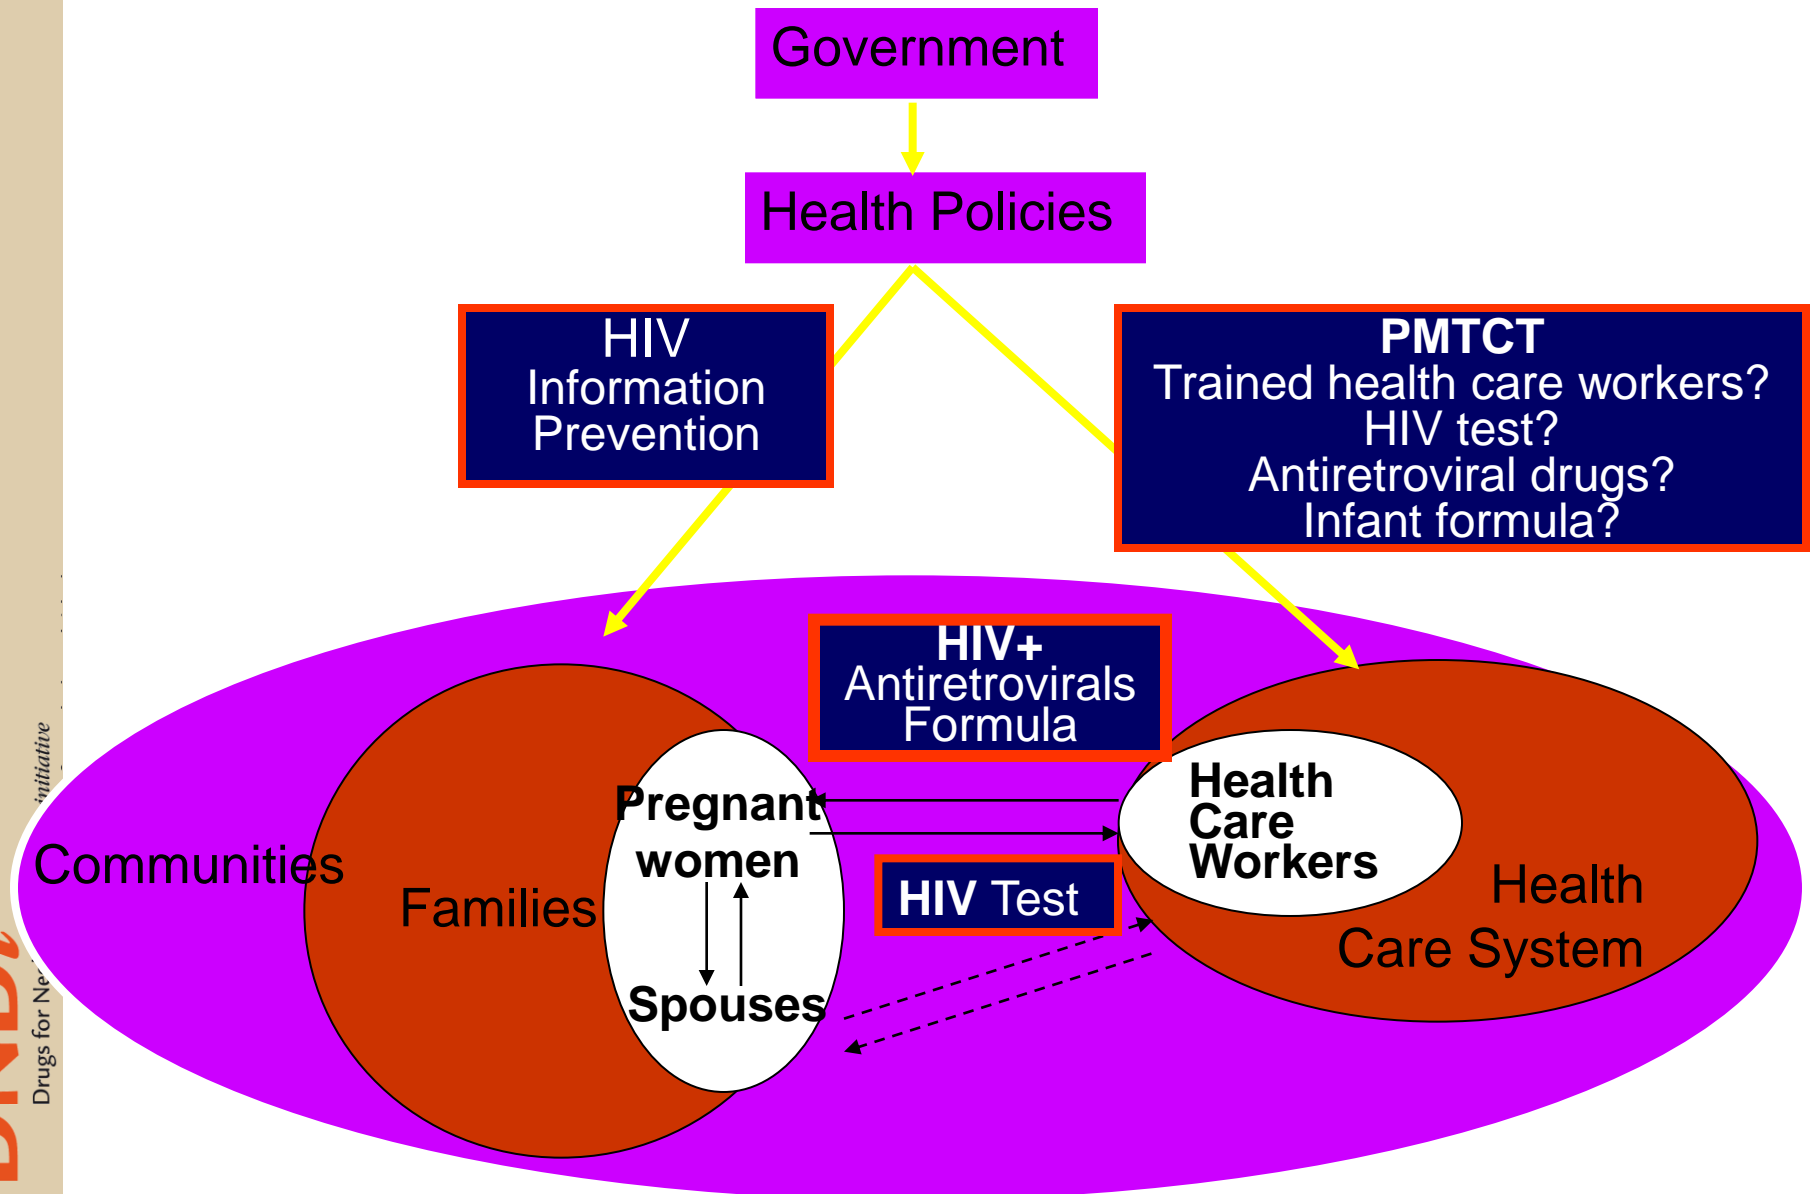 Government
Health Policies
HIV
Information
Prevention
PMTCT
Trained health care workers?
HIV test?
Antiretroviral drugs?
Infant formula?
HIV+
Antiretrovirals
Formula
Pregnant
women
Spouses
Health
Care
Workers
HIV Test
Communities
Families
Health
Care System
initiative
Drugs for